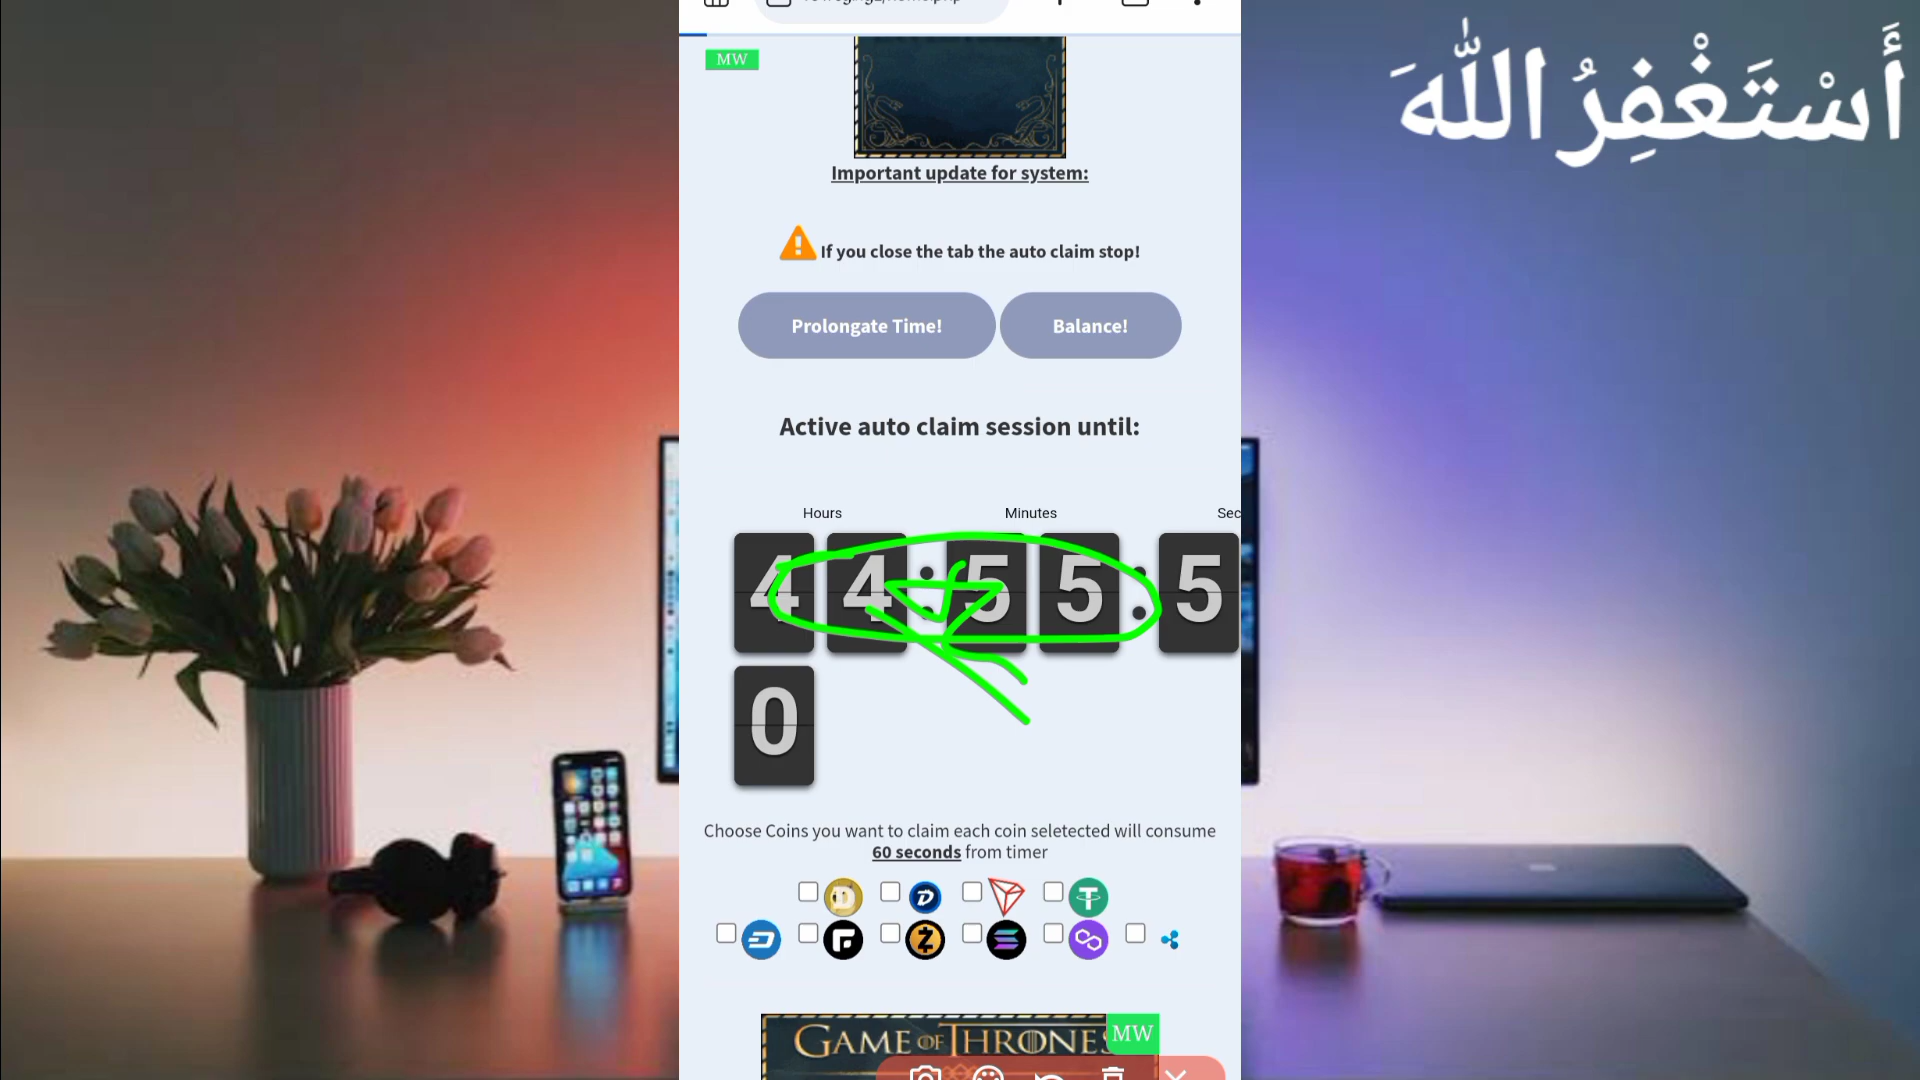 أَسْتَغْفِرُ اللّٰهَ
MW
Important update for system:
If you close the tab the auto claim stop!
Prolongate Time!
Balance!
Active auto claim session until:
Hours Minutes Sec
4 4 : 5 5 : 5
0
Choose Coins you want to claim each coin seletected will consume
60 seconds from timer
GAME OF THRONES
MW